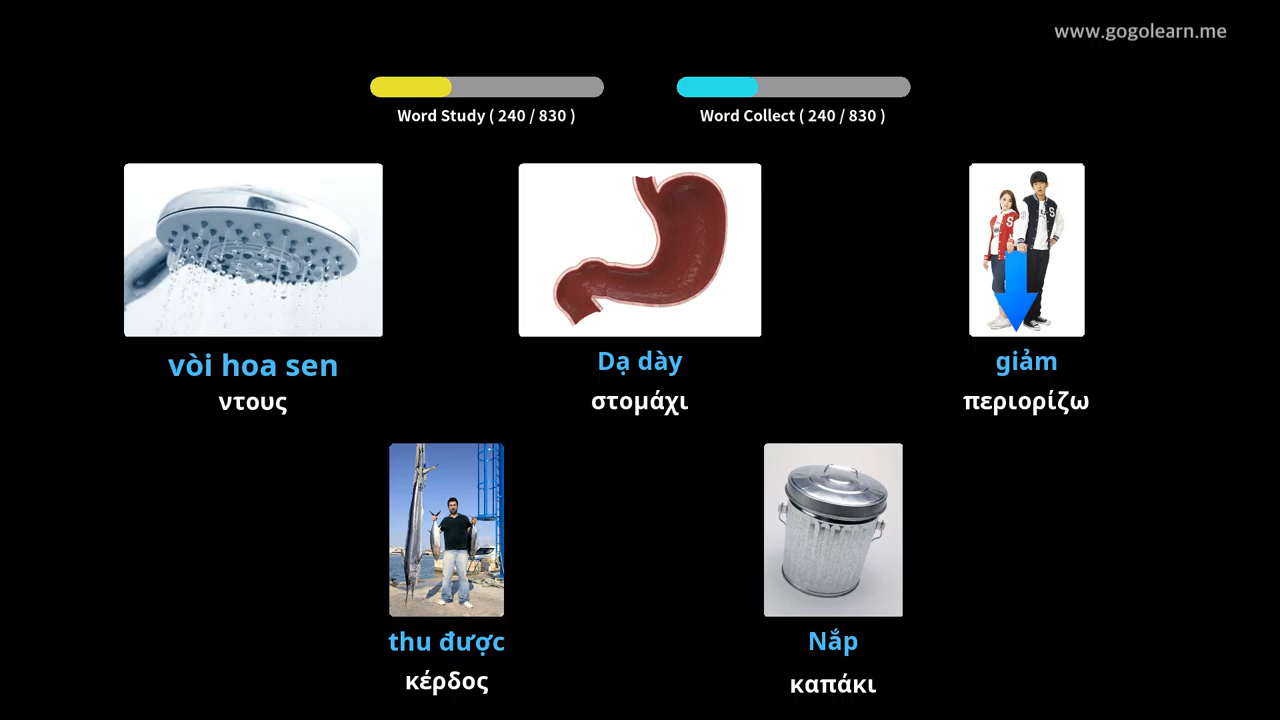 www.gogolearn.me
Word Study ( 240 / 830 )
Word Collect ( 240 / 830 )
vòi hoa sen
ντους
Dạ dày
στομάχι
S
S
giảm
περιορίζω
thu được
κέρδος
Nắp
καπάκι